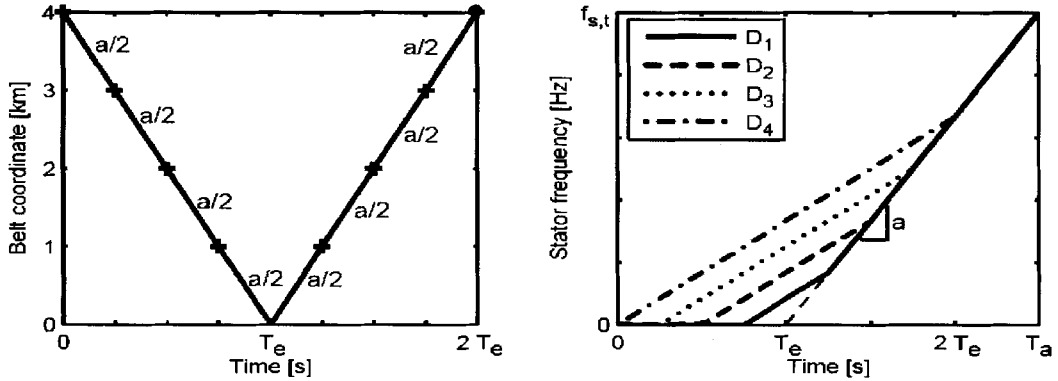 Belt coordinate [km]
4
3
2
1
0
a/2
a/2
a/2
a/2
a/2
a/2
a/2
a/2
0
Te
2 Te
Time [s]
Stator frequency [Hz]
fs,t
0
D1
D2
D3
D4
a
Te
2 Te
Ta
Time [s]